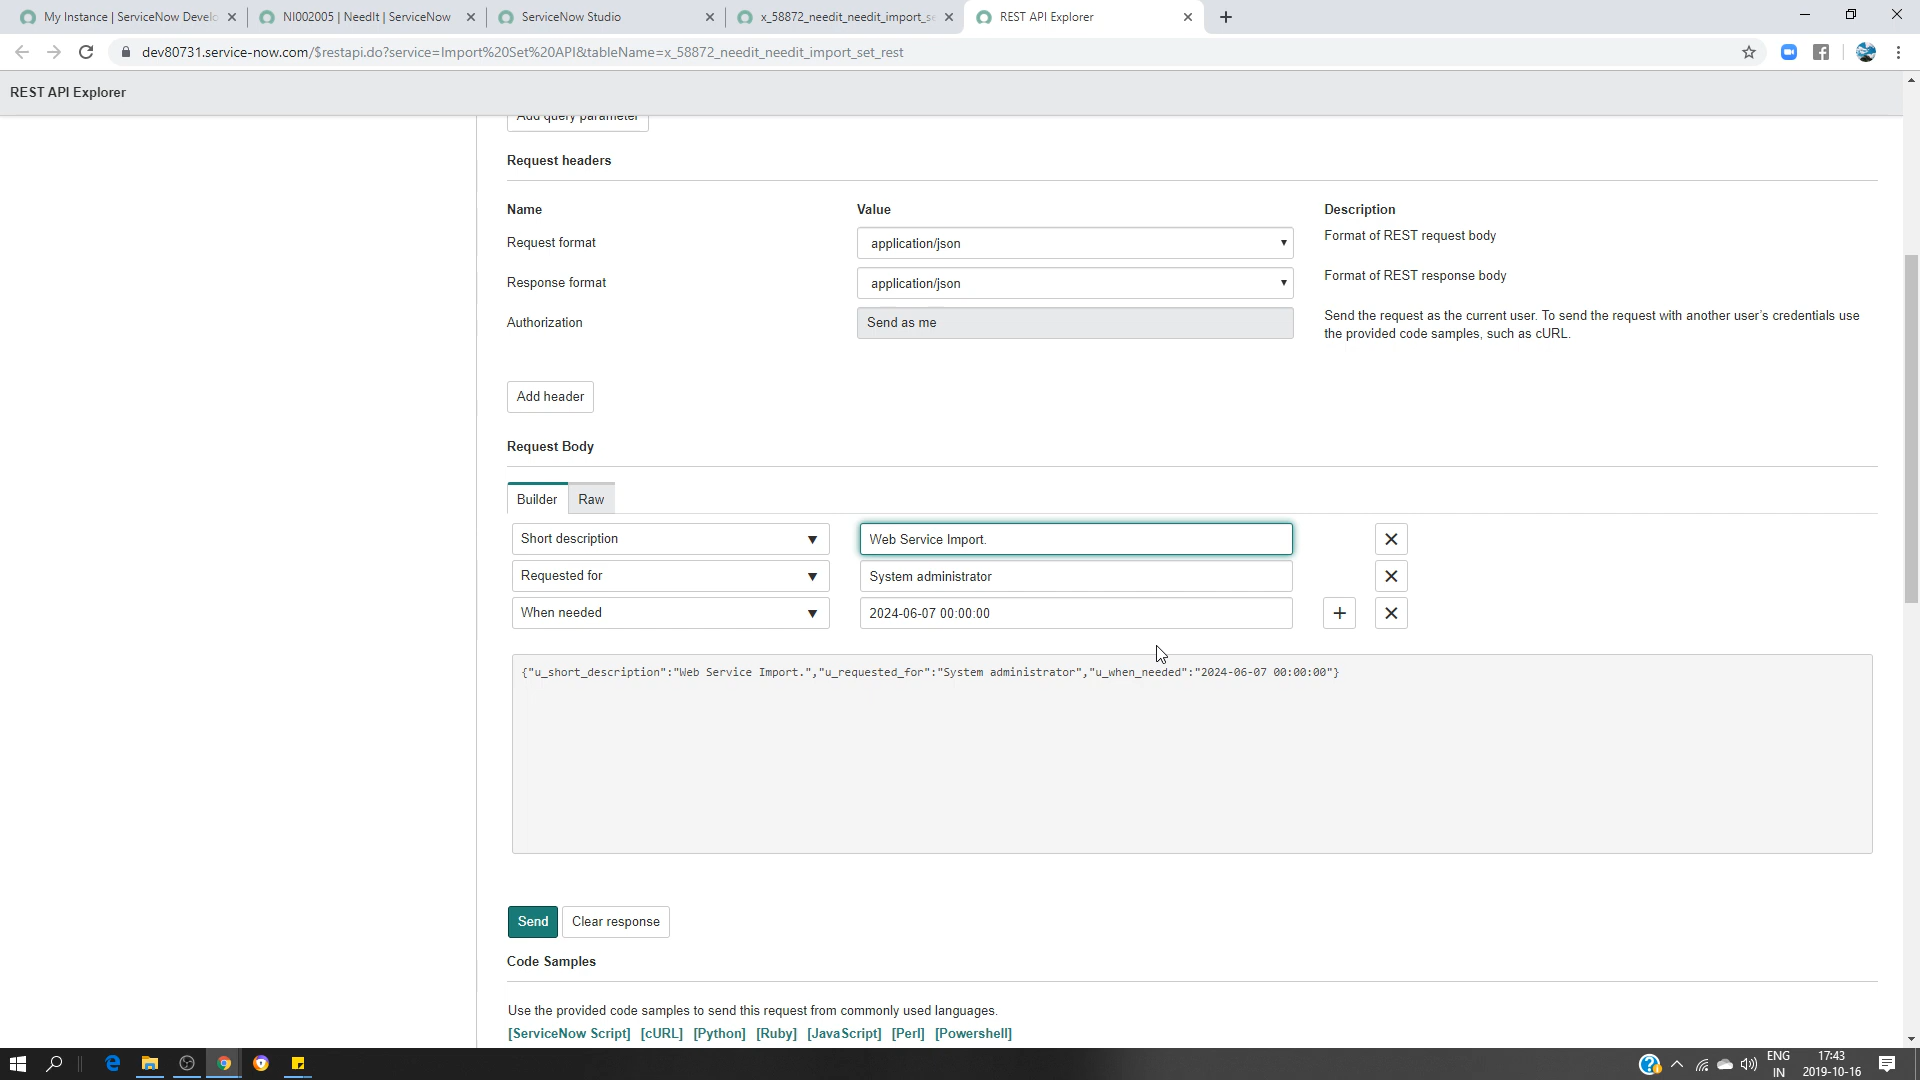 My Instance | ServiceNow Develo
NI002005 | NeedIt | ServiceNow
ServiceNow Studio
x_58872_needit_needit_import_se
REST API Explorer
dev80731.service-now.com/$restapi.do?service=Import%20Set%20API&tableName=x_58872_needit_needit_import_set_rest
REST API Explorer
Add query parameter
Request headers
Name Value Description
Request format application/json Format of REST request body
Response format application/json Format of REST response body
Authorization Send as me Send the request as the current user. To send the request with another user's credentials use
the provided code samples, such as cURL.
Add header
Request Body
Builder Raw
Short description Web Service Import.
Requested for System administrator
When needed 2024-06-07 00:00:00
{"u_short_description":"Web Service Import.","u_requested_for":"System administrator","u_when_needed":"2024-06-07 00:00:00"}
Send Clear response
Code Samples
Use the provided code samples to send this request from commonly used languages.
[ServiceNow Script] [cURL] [Python] [Ruby] [JavaScript] [Perl] [Powershell]
ENG 17:43
IN 2019-10-16